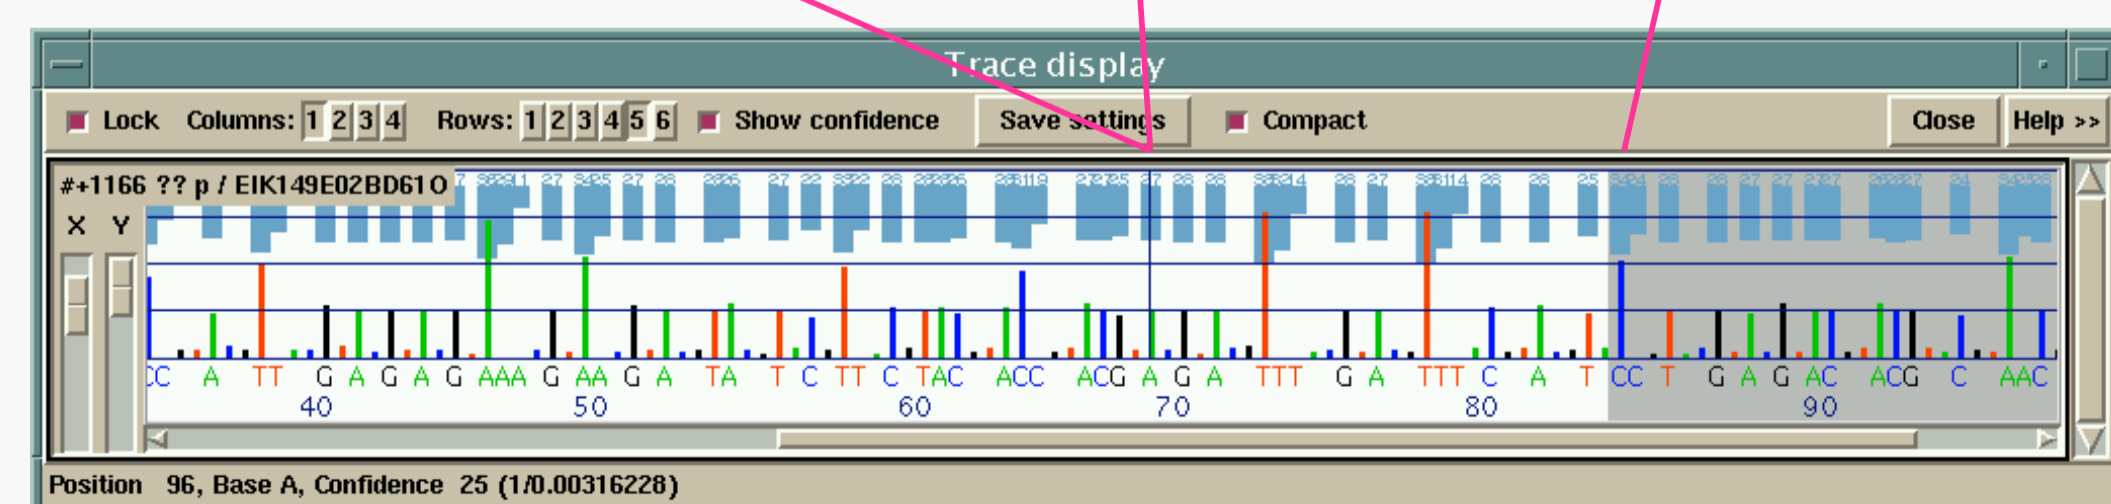 Trace display
Lock Columns: 1 2 3 4 Rows: 1 2 3 4 5 6 Show confidence Save settings Compact Close Help >>
#+1166 ?? p / EIK149E02BD61O
X Y
CC A TT G A G A G AAA G AA G A TA T C TT C TAC ACC ACG A G A TTT G A TTT C A T CC T G A G AC ACG C AAC
40 50 60 70 80 90
Position 96, Base A, Confidence 25 (1/0.00316228)